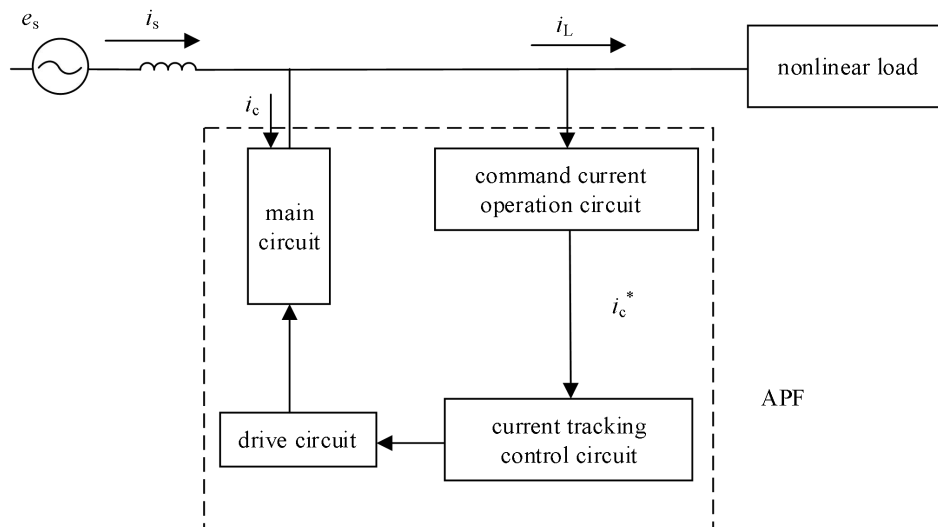 e_s
i_s
i_L
nonlinear load
i_c
main
circuit
command current
operation circuit
i_c^*
APF
drive circuit
current tracking
control circuit